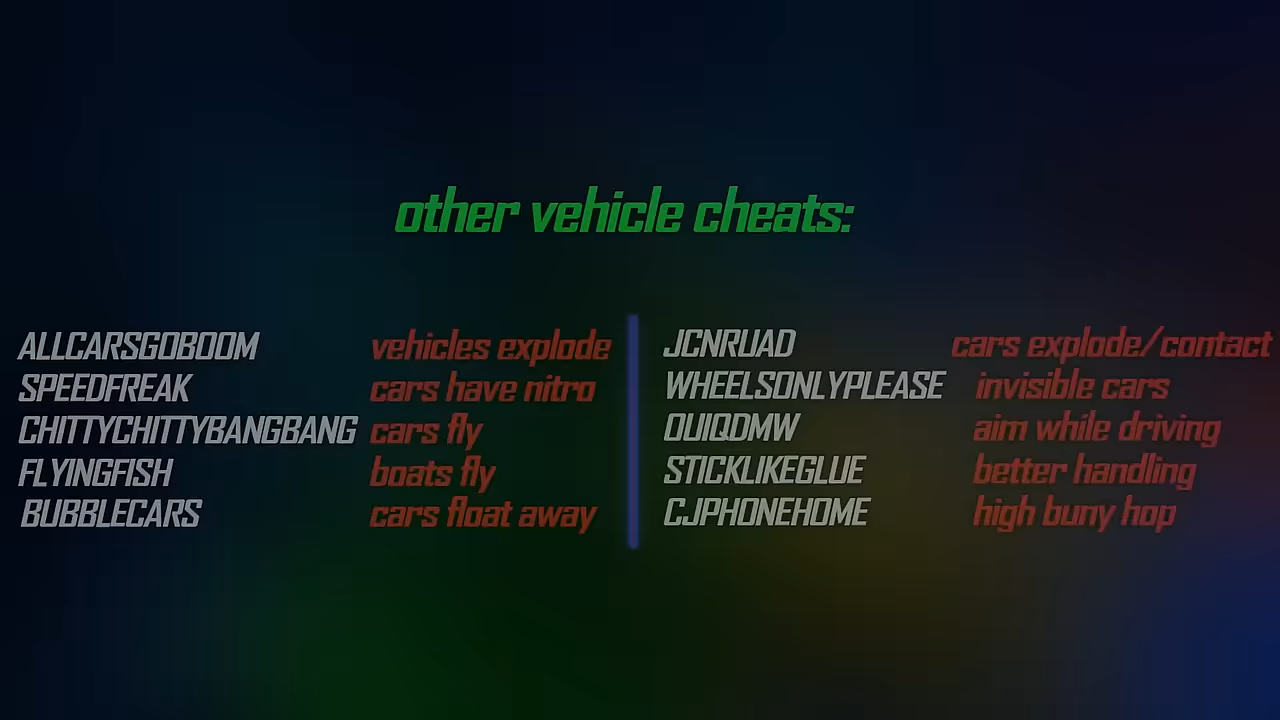 other vehicle cheats:
ALLCARSGOBOOM vehicles explode
SPEEDFREAK cars have nitro
CHITTYCHITTYBANGBANG cars fly
FLYINGFISH boats fly
BUBBLECARS cars float away
JCNRUAD cars explode/contact
WHEELSONLYPLEASE invisible cars
OUIQDMW aim while driving
STICKLIKEGLUE better handling
CJPHONEHOME high buny hop